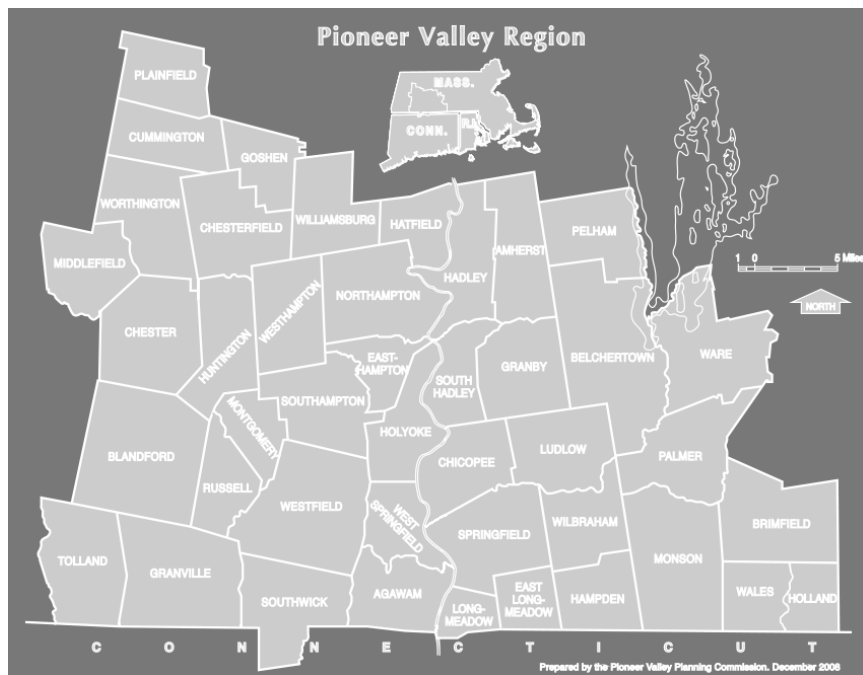 Pioneer Valley Region
MASS.
CONN.
R.I.
PLAINFIELD
CUMMINGTON
GOSHEN
WORTHINGTON
CHESTERFIELD
WILLIAMSBURG
HATFIELD
AMHERST
PELHAM
MIDDLEFIELD
HADLEY
1 0 5 Miles
NORTH
CHESTER
HUNTINGTON
WESTHAMPTON
NORTHAMPTON
EAST-
HAMPTON
SOUTH
HADLEY
GRANBY
BELCHERTOWN
WARE
MONTGOMERY
SOUTHAMPTON
HOLYOKE
BLANDFORD
CHICOPEE
LUDLOW
PALMER
RUSSELL
WESTFIELD
WEST
SPRINGFIELD
SPRINGFIELD
WILBRAHAM
BRIMFIELD
TOLLAND
GRANVILLE
MONSON
SOUTHWICK
AGAWAM
LONG-
MEADOW
EAST
LONG-
MEADOW
HAMPDEN
WALES
HOLLAND
C O N N E C T I C U T
Prepared by the Pioneer Valley Planning Commission. December 2008